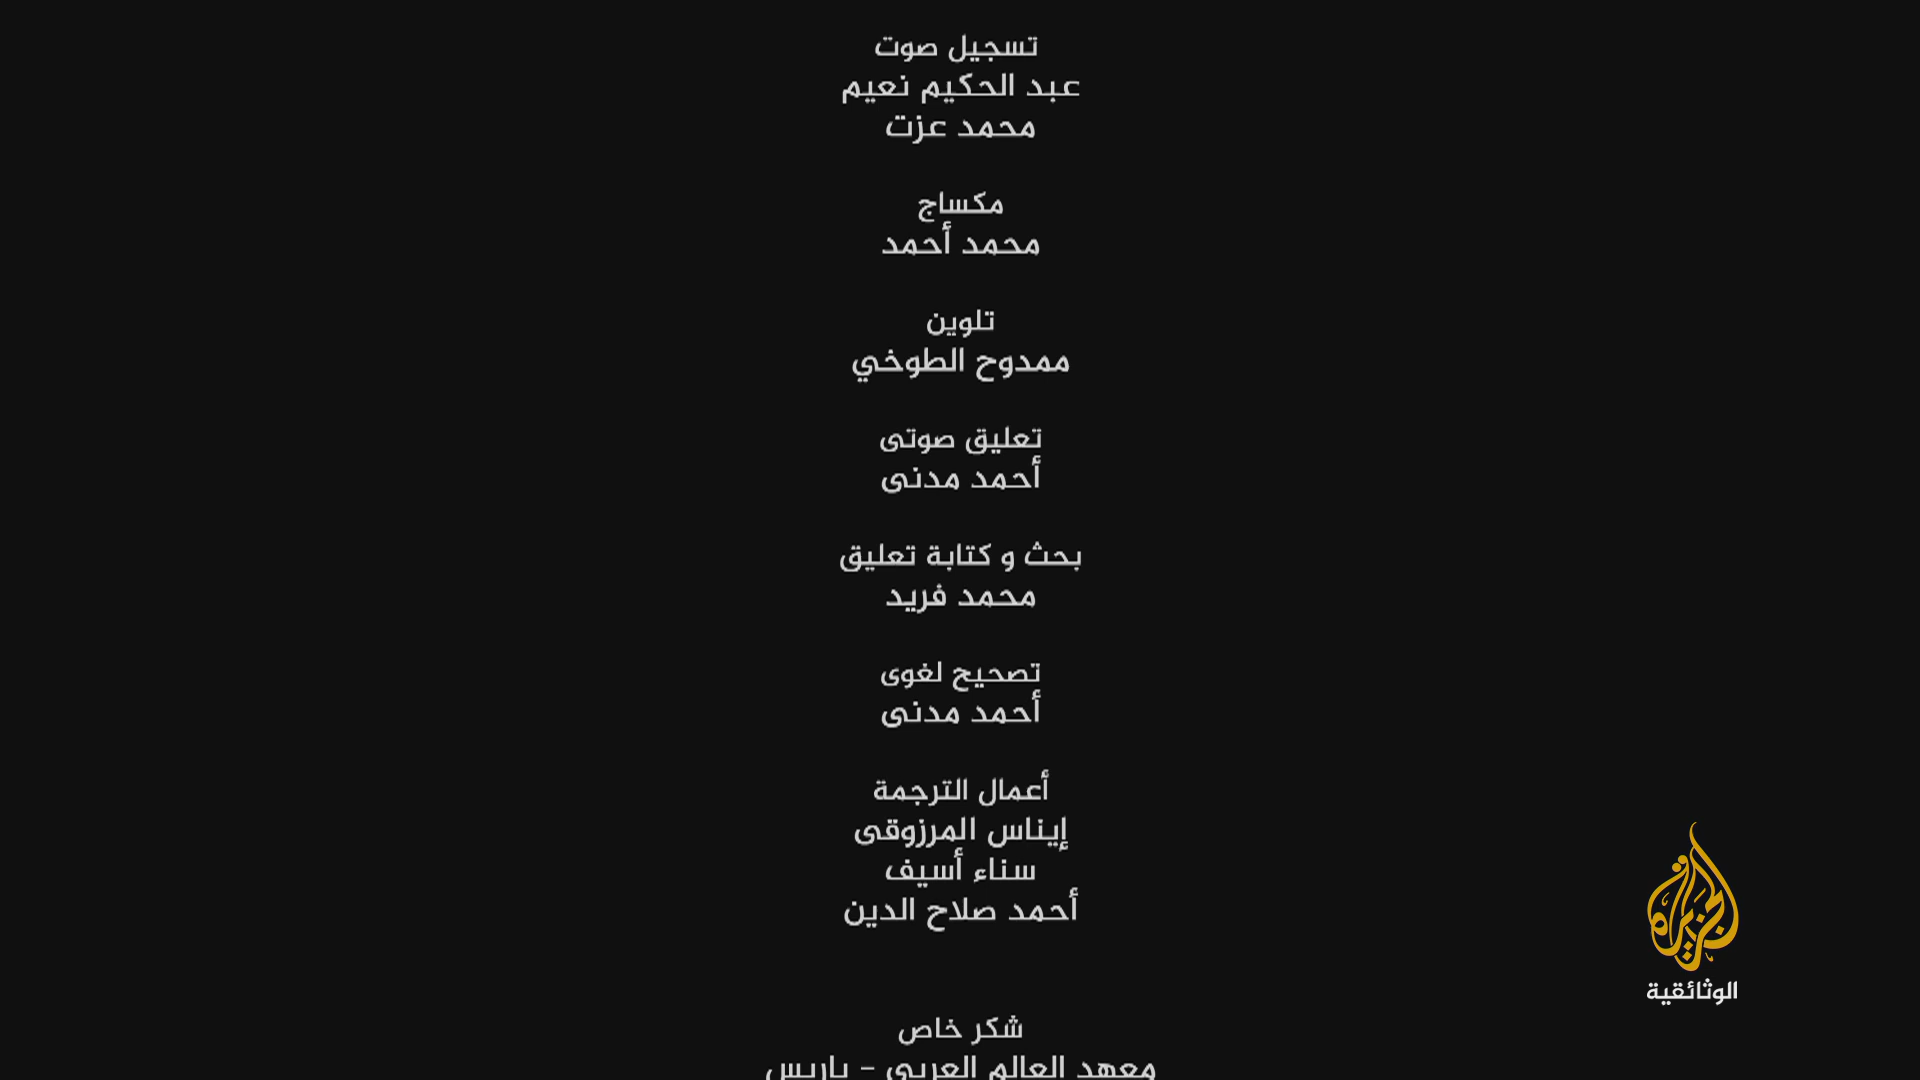 تسجيل صوت
عبد الحكيم نعيم
محمد عزت
مكساج
محمد أحمد
تلوين
ممدوح الطوخي
تعليق صوتى
أحمد مدنى
بحث و كتابة تعليق
محمد فريد
تصحيح لغوى
أحمد مدنى
أعمال الترجمة
إيناس المرزوقى
سناء أسيف
أحمد صلاح الدين
شكر خاص
معهد العالم العربي - باريس
الجزيرة
الوثائقية